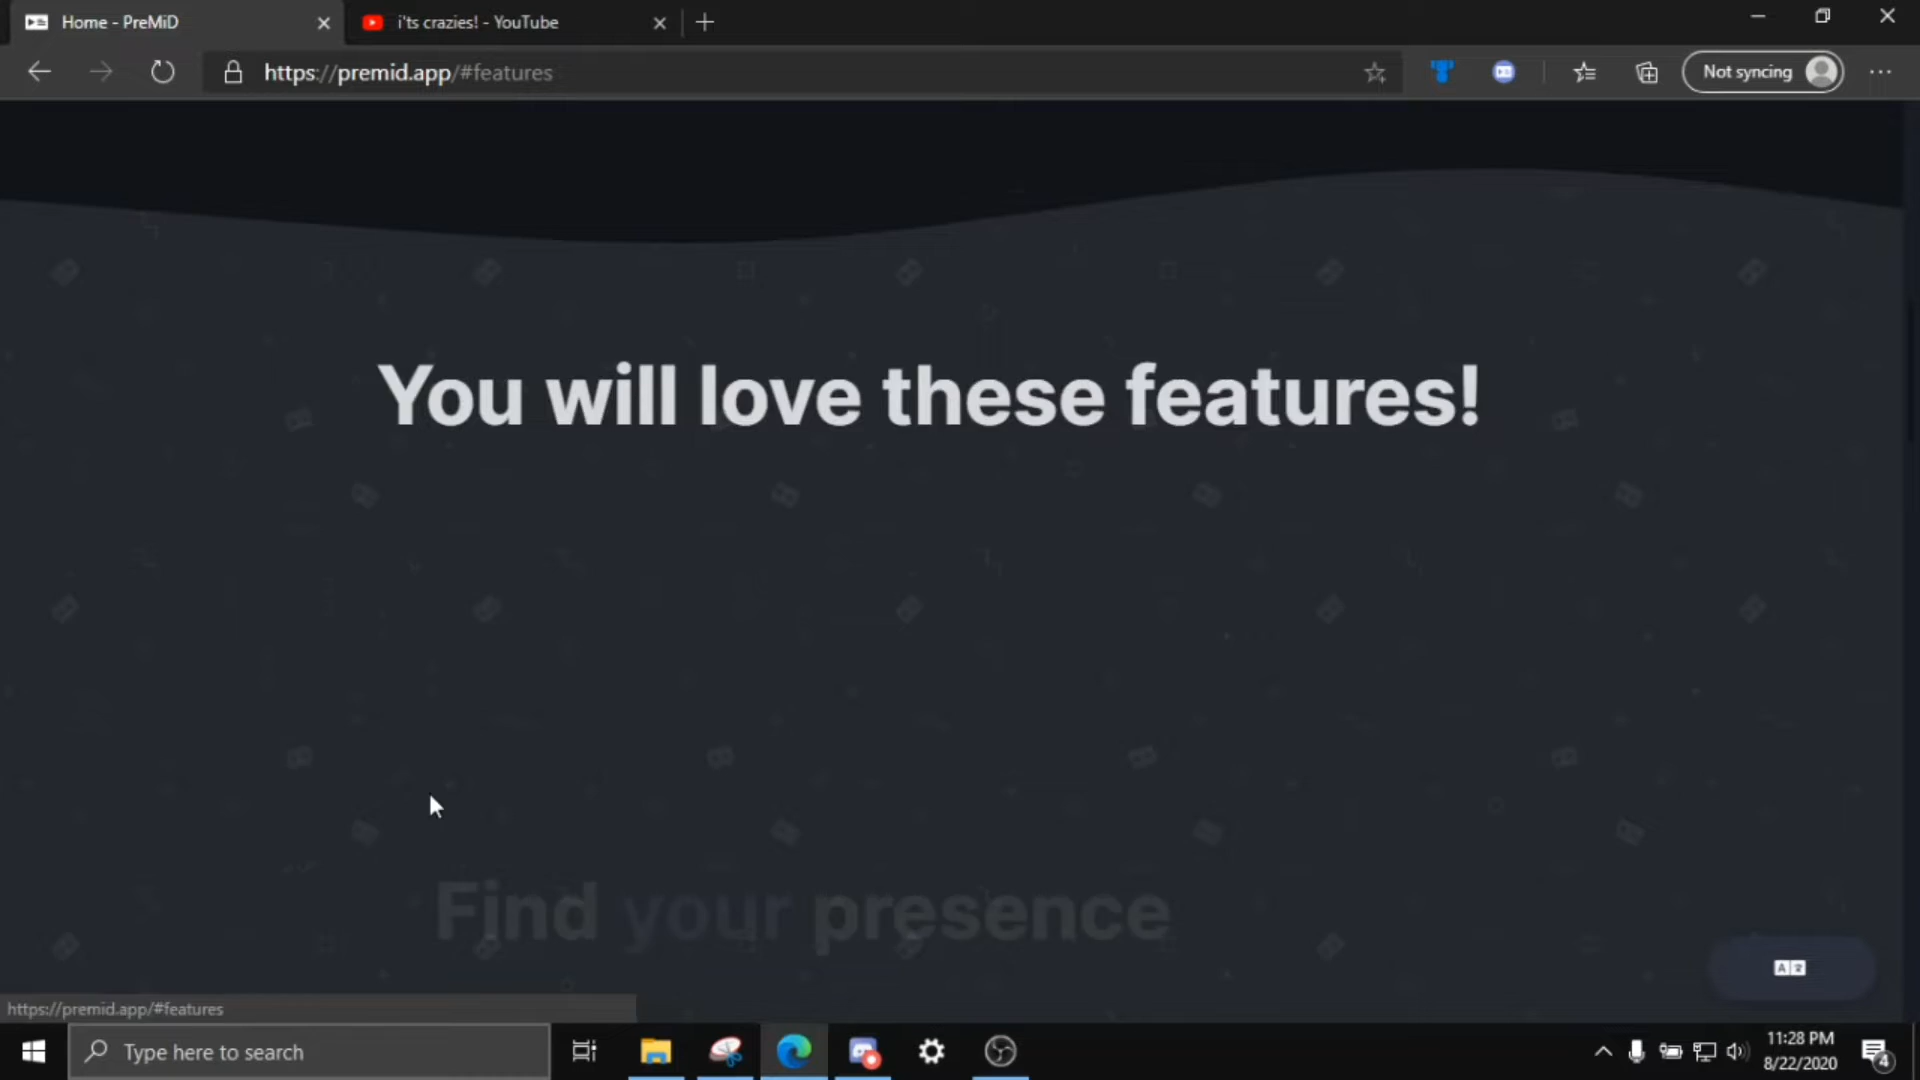 Home - PreMiD
i'ts crazies! - YouTube
https://premid.app/#features
Not syncing
You will love these features!
Find your presence
https://premid.app/#features
Type here to search
11:28 PM
8/22/2020
4